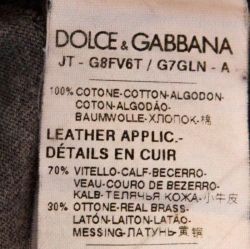 DOLCE & GABBANA
JT - G8FV6T / G7GLN - A
100% COTONE-COTTON-ALGODON-
COTON-ALGODÃO-
BAUMWOLLE-ХЛОПОК-棉
LEATHER APPLIC.-
DÉTAILS EN CUIR
70% VITELLO-CALF-BECERRO-
VEAU-COURO DE BEZERRO-
KALB-ТЕЛЯЧЬЯ КОЖА-小牛皮
30% OTTONE-REAL BRASS-
LATÓN-LAITON-LATÃO-
MESSING-ЛАТУНЬ-黄铜